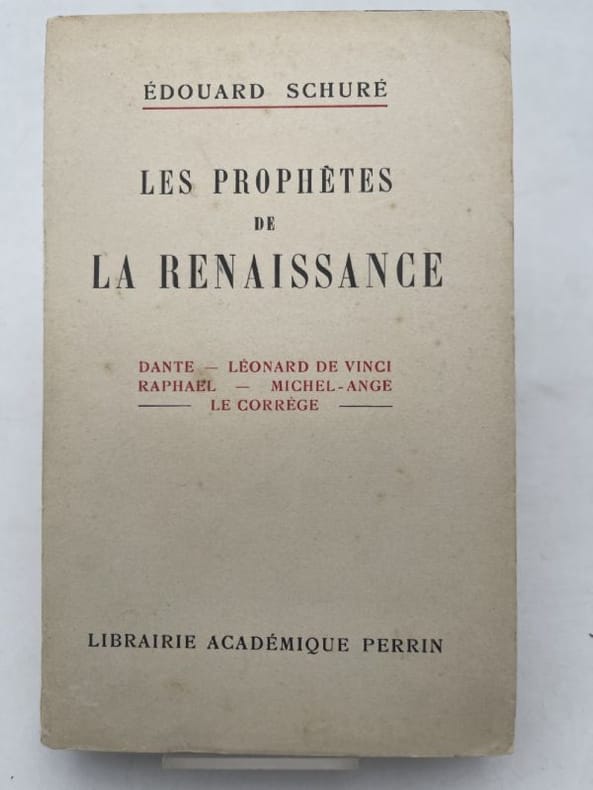 ÉDOUARD SCHURÉ
LES PROPHÈTES
DE
LA RENAISSANCE
DANTE — LÉONARD DE VINCI
RAPHAËL — MICHEL-ANGE
LE CORRÈGE
LIBRAIRIE ACADÉMIQUE PERRIN